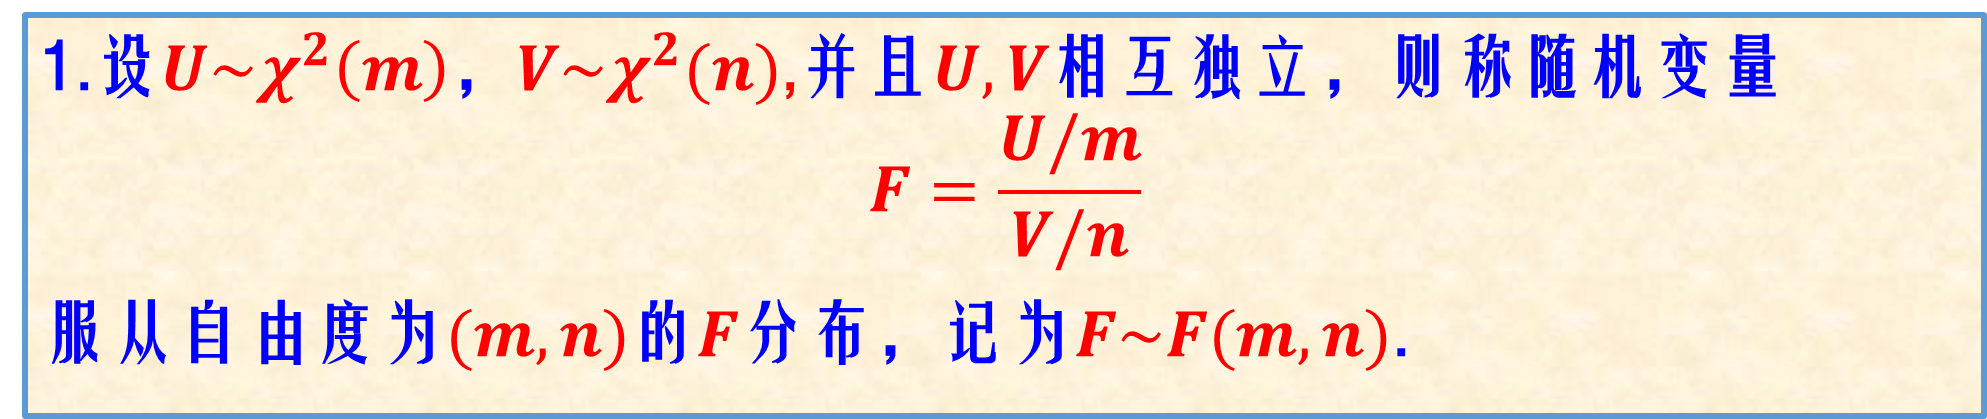 1.设U~χ²(m)，V~χ²(n),并且U,V相互独立，则称随机变量
F = (U/m)/(V/n)
服从自由度为(m,n)的F分布，记为F~F(m,n).